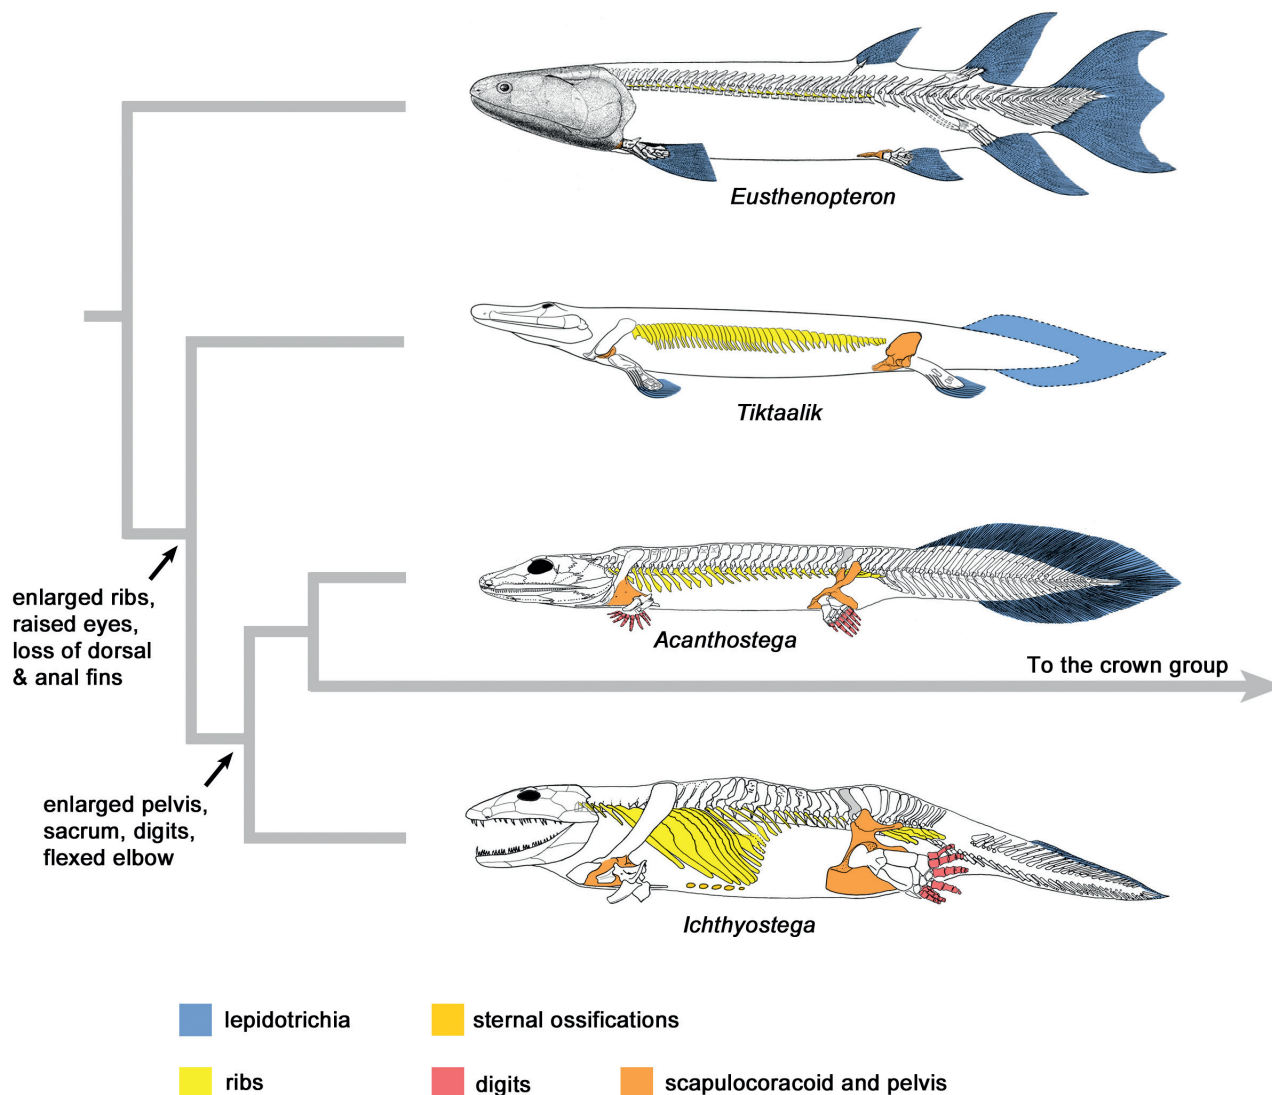 Eusthenopteron
Tiktaalik
enlarged ribs,
raised eyes,
loss of dorsal
& anal fins
Acanthostega
To the crown group
enlarged pelvis,
sacrum, digits,
flexed elbow
Ichthyostega
lepidotrichia
sternal ossifications
ribs
digits
scapulocoracoid and pelvis